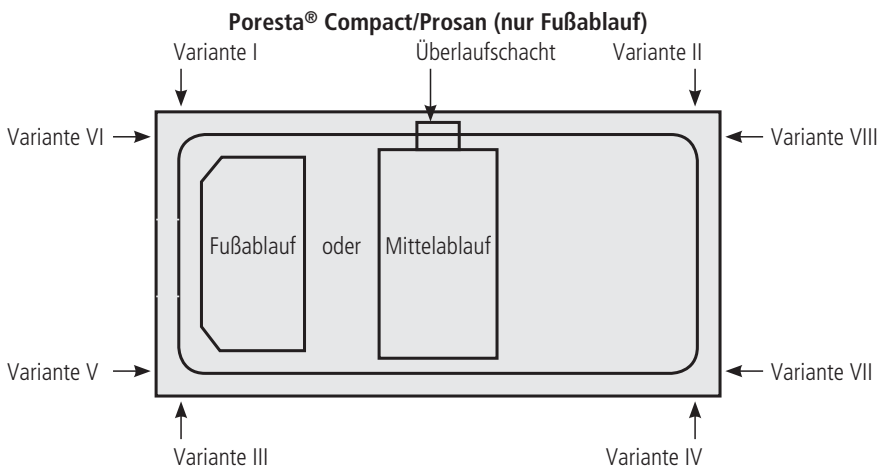 Poresta® Compact/Prosan (nur Fußablauf)
Variante I
Überlaufschacht
Variante II
Variante VI
Variante VIII
Fußablauf
oder
Mittelablauf
Variante V
Variante VII
Variante III
Variante IV